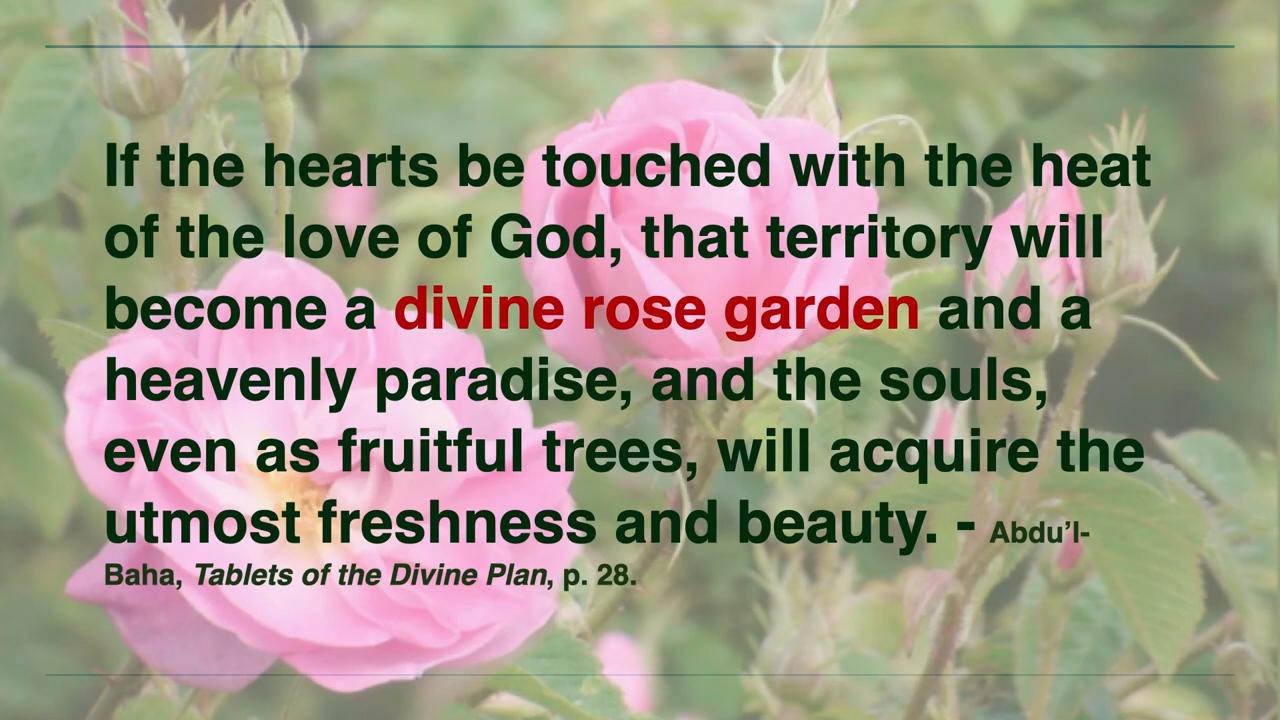 If the hearts be touched with the heat
of the love of God, that territory will
become a divine rose garden and a
heavenly paradise, and the souls,
even as fruitful trees, will acquire the
utmost freshness and beauty. - Abdu’l-
Baha, Tablets of the Divine Plan, p. 28.